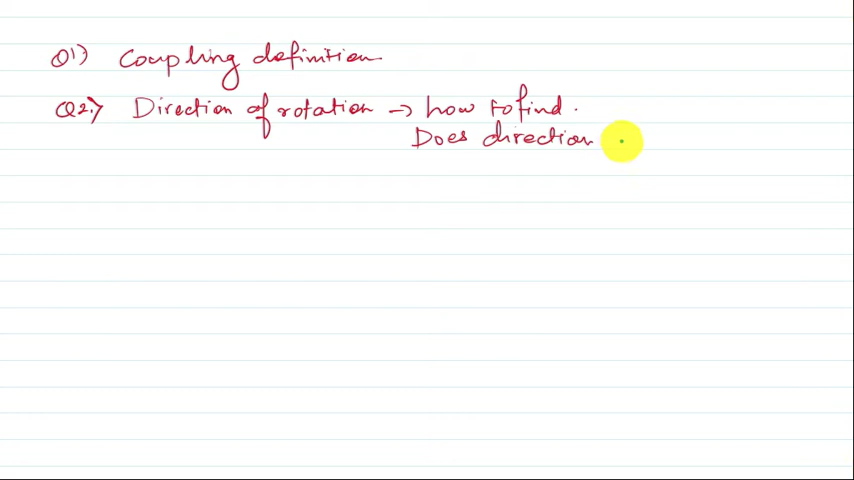 Q1) Coupling definition
Q2.) Direction of rotation → how to find.
Does direction